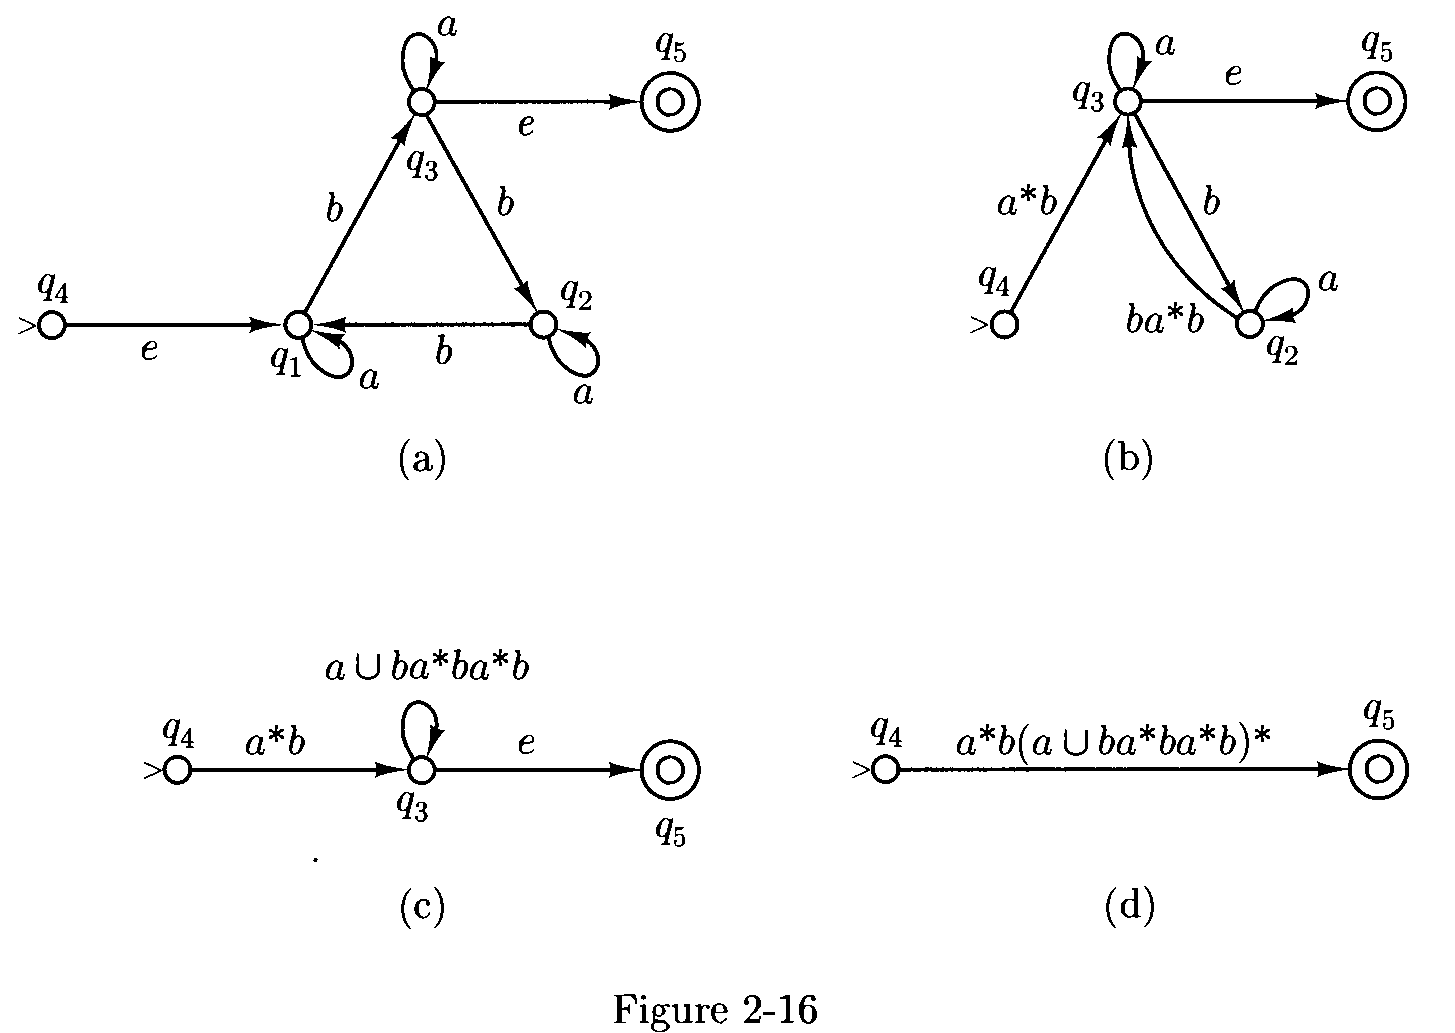 a
q5
e
q3
b
b
q4
>
e
q1
a
b
q2
a
(a)
a
q5
q3
e
a*b
b
q4
>
ba*b
a
q2
(b)
a ∪ ba*ba*b
q4
>
a*b
e
q3
q5
(c)
q4
>
a*b(a ∪ ba*ba*b)*
q5
(d)
Figure 2-16